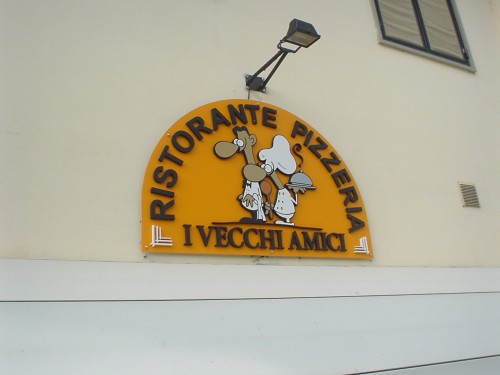 RISTORANTE PIZZERIA
I VECCHI AMICI